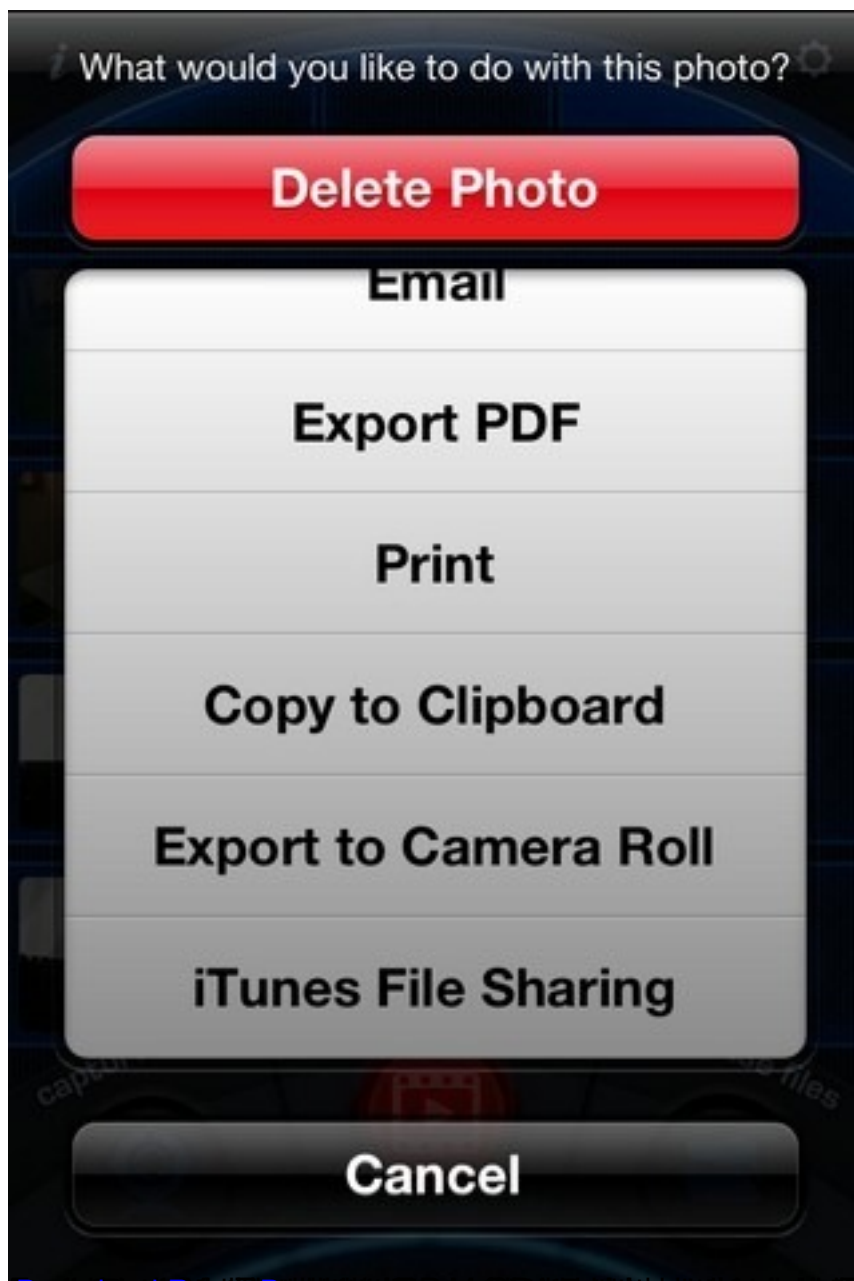 What would you like to do with this photo?
Delete Photo
Email
Export PDF
Print
Copy to Clipboard
Export to Camera Roll
iTunes File Sharing
files
Cancel